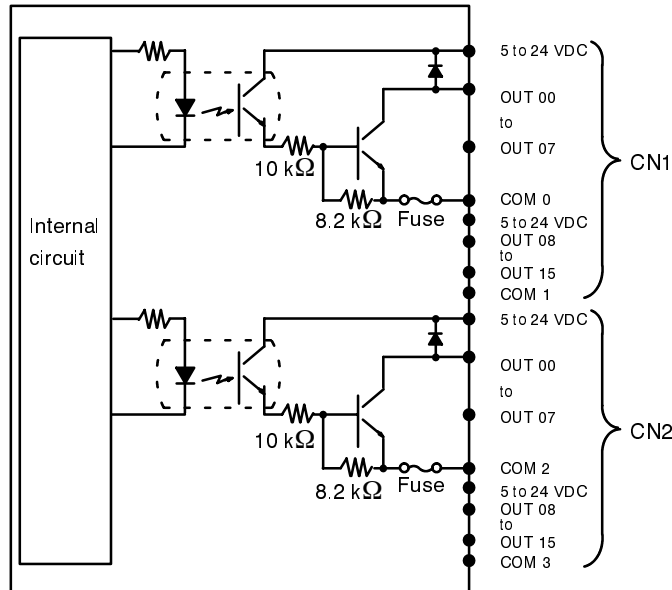 5 to 24 VDC
OUT 00
to
OUT 07
CN1
10 kΩ
8.2 kΩ
Fuse
COM 0
5 to 24 VDC
OUT 08
to
OUT 15
COM 1
Internal
circuit
5 to 24 VDC
OUT 00
to
OUT 07
CN2
10 kΩ
8.2 kΩ
Fuse
COM 2
5 to 24 VDC
OUT 08
to
OUT 15
COM 3